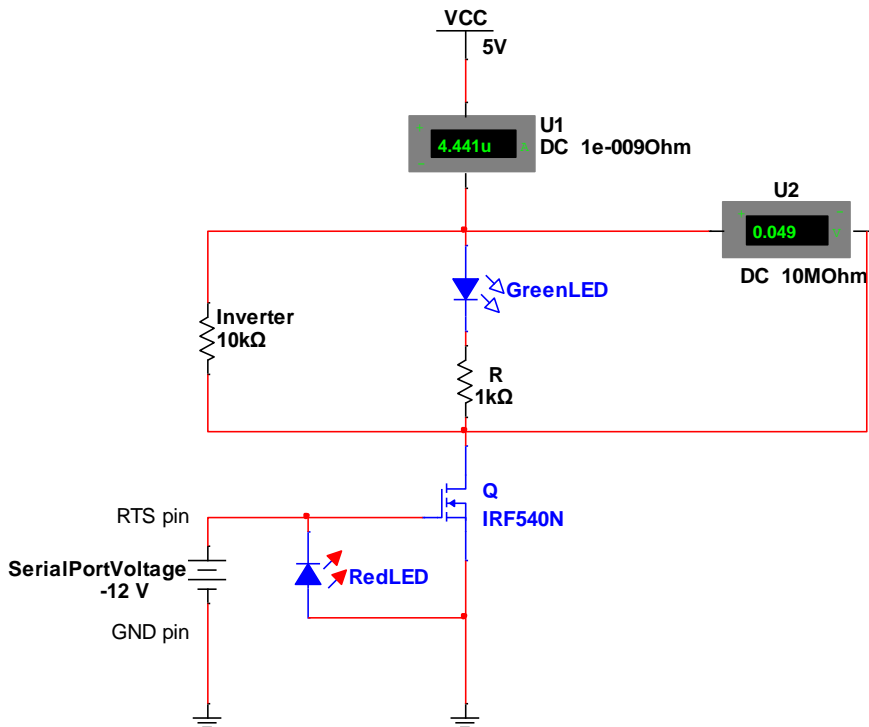 VCC
5V
U1
+
4.441u A
-
DC 1e-009Ohm
U2
+ -
0.049 V
DC 10MOhm
GreenLED
Inverter
10kΩ
R
1kΩ
Q
IRF540N
RTS pin
SerialPortVoltage
-12 V
RedLED
GND pin